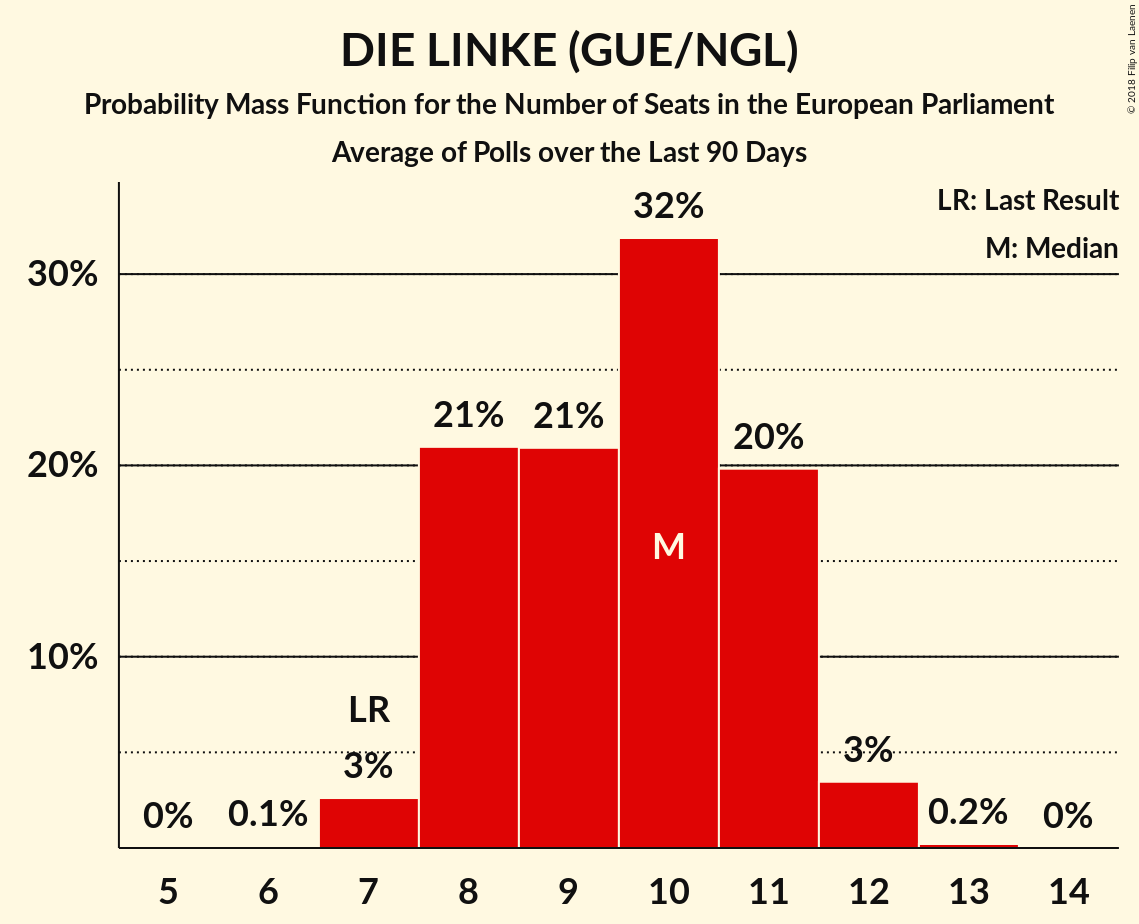 DIE LINKE (GUE/NGL)
Probability Mass Function for the Number of Seats in the European Parliament
Average of Polls over the Last 90 Days
© 2018 Filip van Laenen
LR: Last Result
M: Median
32%
30%
21% 21%
20%
20%
M
10%
LR
3%
3%
0% 0.1%
0.2% 0%
5 6 7 8 9 10 11 12 13 14